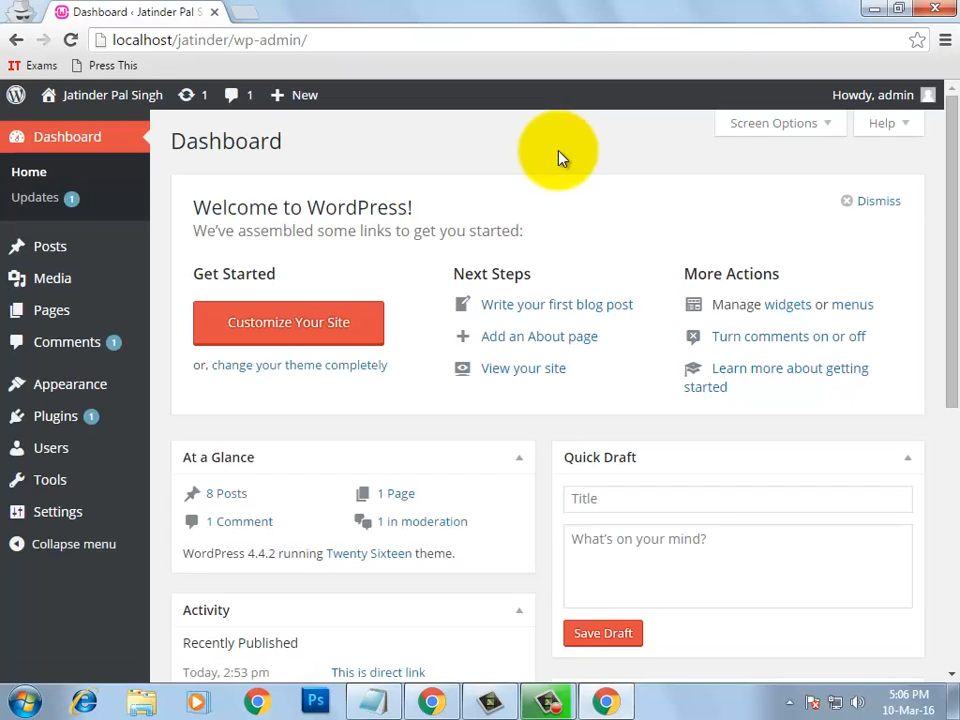 Dashboard ‹ Jatinder Pal S
localhost/jatinder/wp-admin/
IT Exams Press This
Jatinder Pal Singh 1 1 New Howdy, admin
Dashboard
Home
Updates 1
Posts
Media
Pages
Comments 1
Appearance
Plugins 1
Users
Tools
Settings
Collapse menu
Dashboard
Screen Options Help
Welcome to WordPress!
We've assembled some links to get you started:
Dismiss
Get Started
Customize Your Site
or, change your theme completely
Next Steps
Write your first blog post
Add an About page
View your site
More Actions
Manage widgets or menus
Turn comments on or off
Learn more about getting
started
At a Glance
8 Posts 1 Page
1 Comment 1 in moderation
WordPress 4.4.2 running Twenty Sixteen theme.
Activity
Recently Published
Today, 2:53 pm This is direct link
Quick Draft
Title
What's on your mind?
Save Draft
Ps
5:06 PM
10-Mar-16